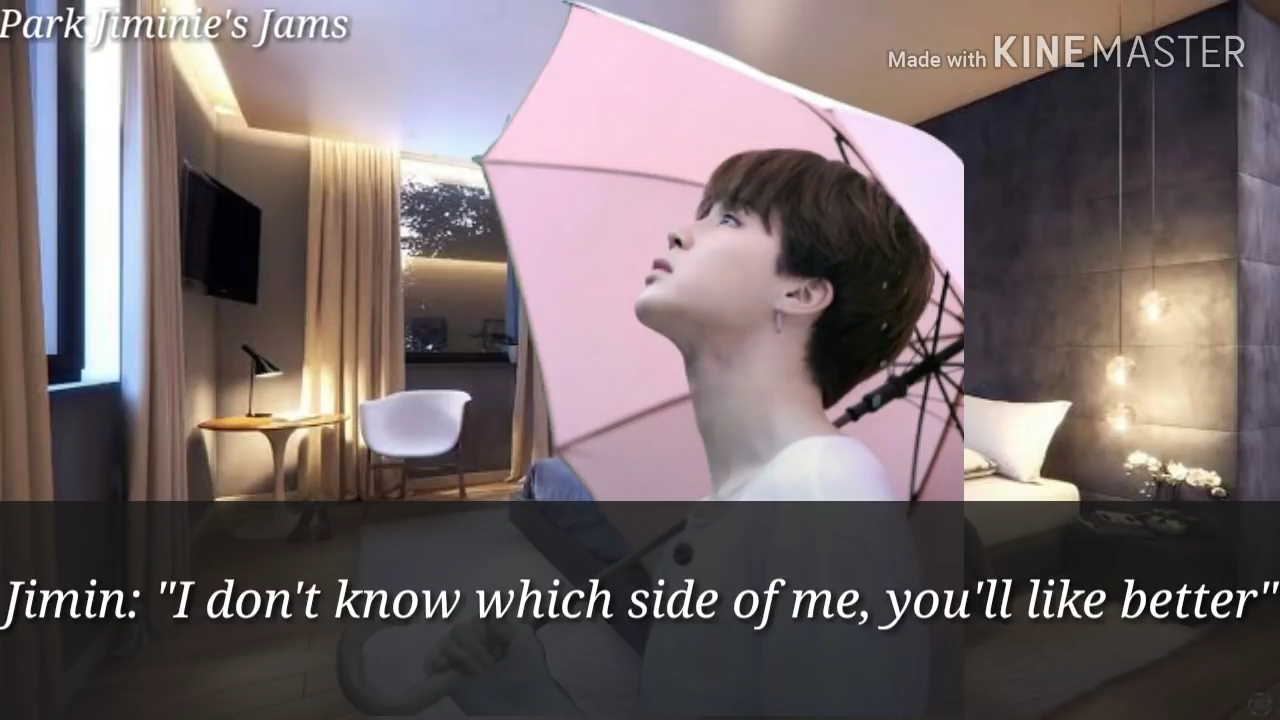 Park Jiminie's Jams
Made with KINEMASTER
Jimin: "I don't know which side of me, you'll like better"